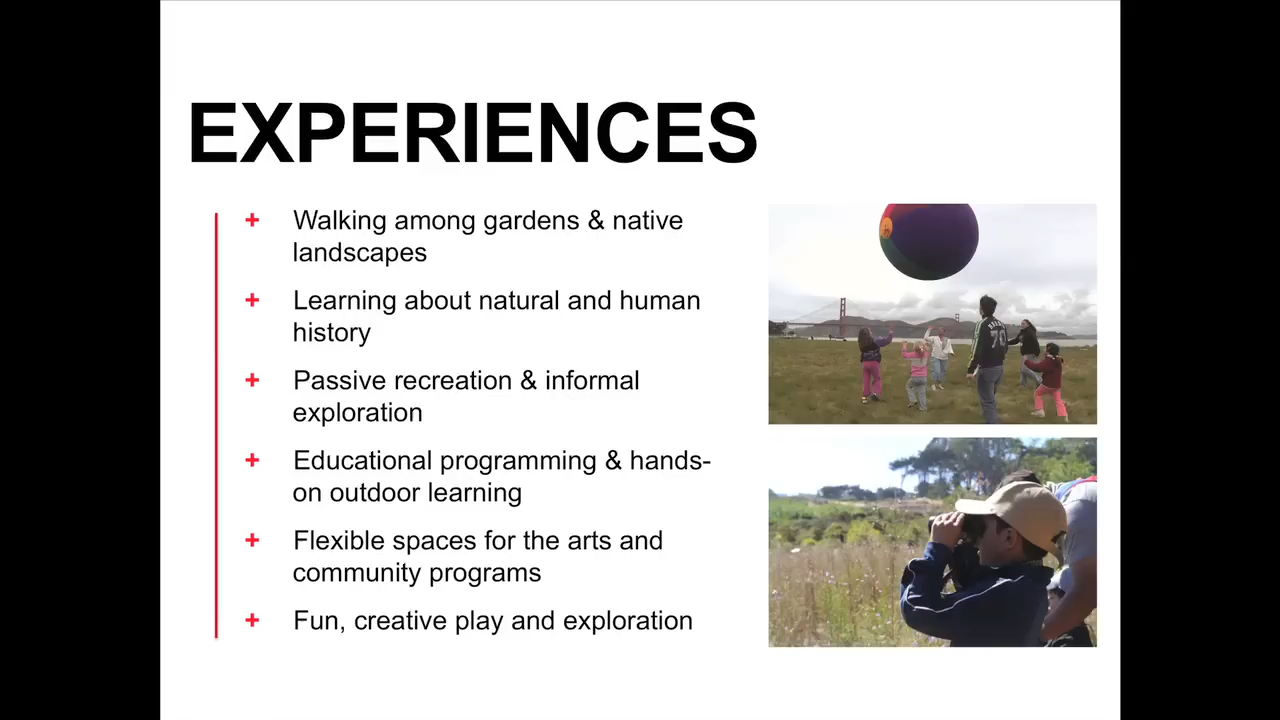 EXPERIENCES
+ Walking among gardens & native
landscapes
+ Learning about natural and human
history
+ Passive recreation & informal
exploration
+ Educational programming & hands-
on outdoor learning
+ Flexible spaces for the arts and
community programs
+ Fun, creative play and exploration
70